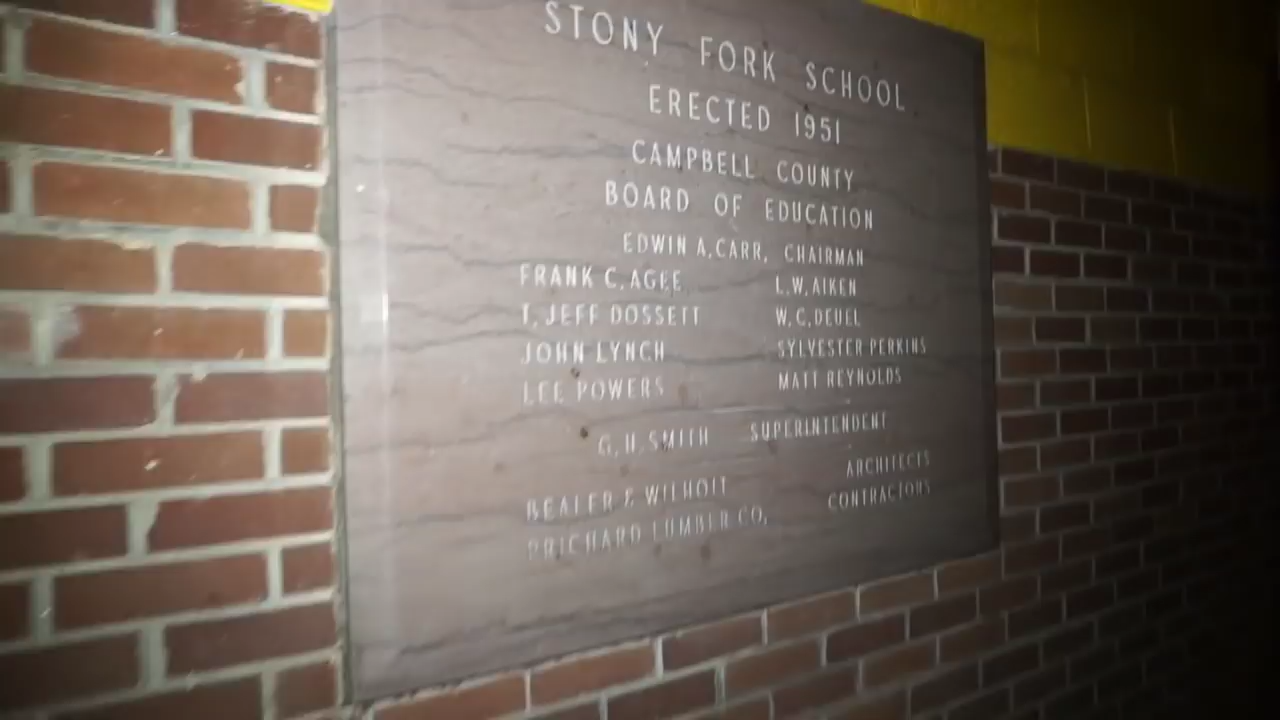 STONY FORK SCHOOL
ERECTED 1951
CAMPBELL COUNTY
BOARD OF EDUCATION
EDWIN A. CARR, CHAIRMAN
FRANK C. AGEE L. W. AIKEN
T. JEFF DOSSETT W. C. DEUEL
JOHN LYNCH SYLVESTER PERKINS
LEE POWERS MATT REYNOLDS
G. H. SMITH SUPERINTENDENT
BEALER & WILHOIT ARCHITECTS
PRICHARD LUMBER CO. CONTRACTORS